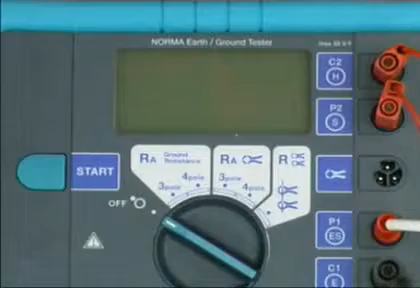 NORMA Earth / Ground Tester
C2
H
P2
S
RA Ground Resistance
3pole 4pole
RA
3pole 4pole
R
START
OFF
P1
ES
C1
E